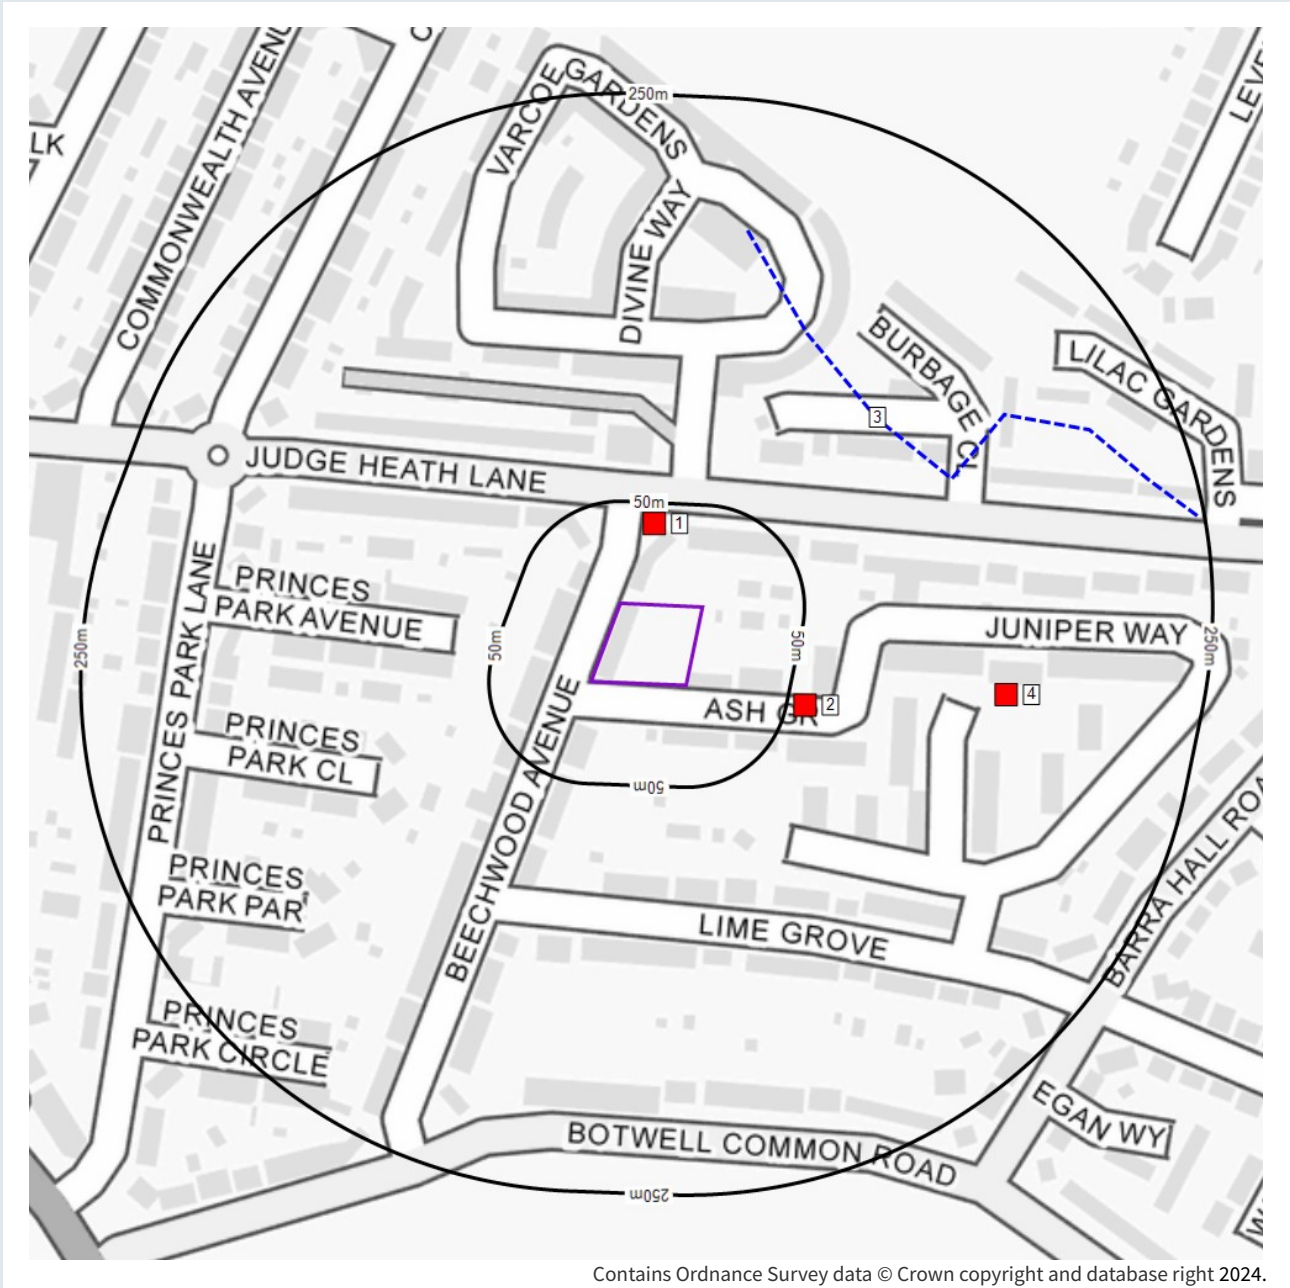 VARCOE
GARDENS
250m
COMMONWEALTH AVENU
LK
C
LEVE
DIVINE WAY
BURBAGE CL
LILAC GARDENS
3
JUDGE HEATH LANE
50m
1
PRINCES
PARK AVENUE
PRINCES PARK LANE
250m
50m
50m
JUNIPER WAY
250m
4
2
ASH GR
PRINCES
PARK CL
50m
BEECHWOOD AVENUE
PRINCES
PARK PAR
LIME GROVE
BARRA HALL ROA
PRINCES
PARK CIRCLE
EGAN WY
BOTWELL COMMON ROAD
250m
Contains Ordnance Survey data © Crown copyright and database right 2024.